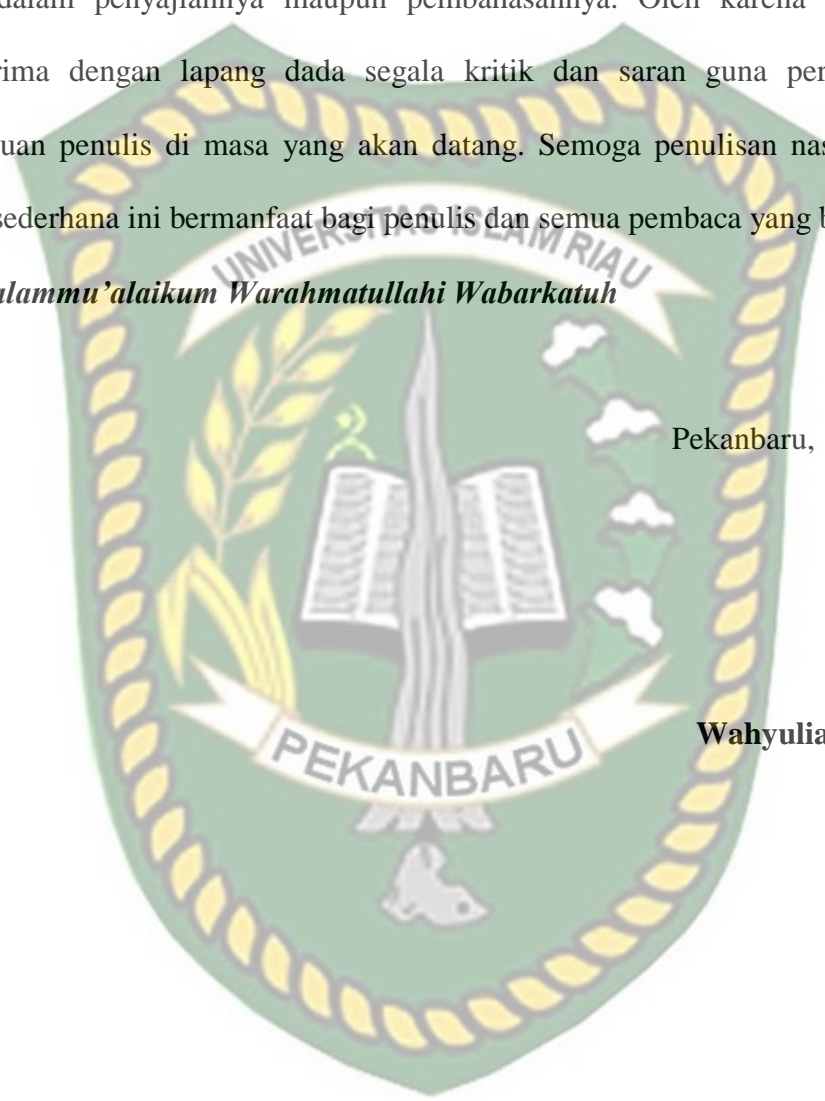 dalam penyajiannya maupun pembahasannya. Oleh karena
rima dengan lapang dada segala kritik dan saran guna per
uan penulis di masa yang akan datang. Semoga penulisan nas
sederhana ini bermanfaat bagi penulis dan semua pembaca yang b
UNIVERSITAS ISLAM RIAU
alammu’alaikum Warahmatullahi Wabarkatuh
Pekanbaru,
Wahyulia
PEKANBARU